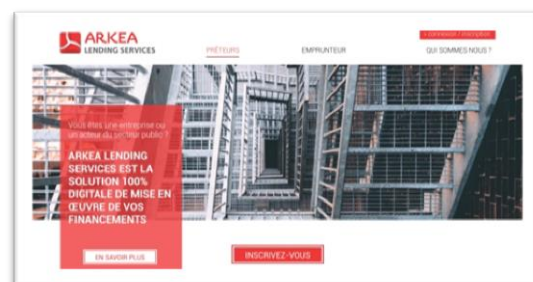 ARKEA
LENDING SERVICES
PRÊTEURS
EMPRUNTEUR
> connexion / inscription
QUI SOMMES NOUS ?
Vous êtes une entreprise ou
un acteur du secteur public ?
ARKEA LENDING
SERVICES EST LA
SOLUTION 100%
DIGITALE DE MISE EN
ŒUVRE DE VOS
FINANCEMENTS
EN SAVOIR PLUS
INSCRIVEZ-VOUS